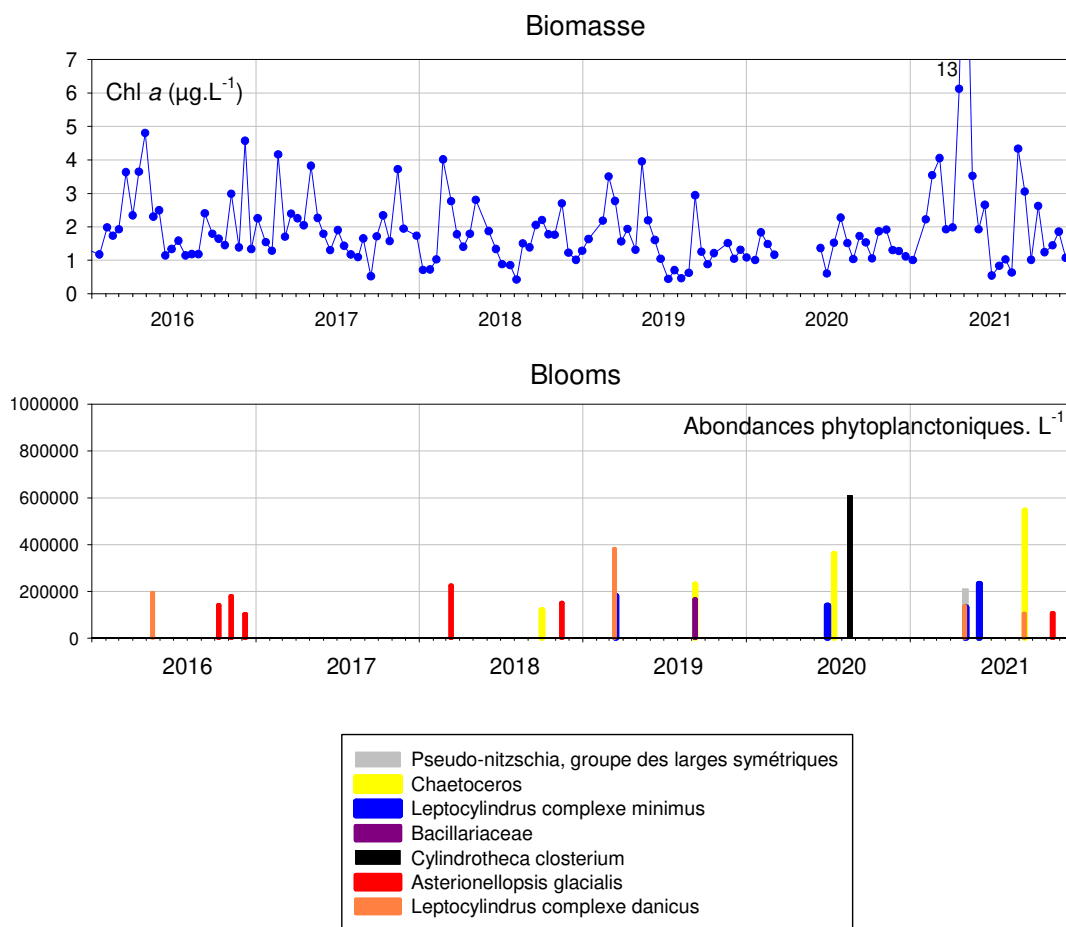 Biomasse
7
13
Chl a (µg.L⁻¹)
6
5
4
3
2
1
0
2016 2017 2018 2019 2020 2021
Blooms
1000000
Abondances phytoplanctoniques. L⁻¹
800000
600000
400000
200000
0
2016 2017 2018 2019 2020 2021
Pseudo-nitzschia, groupe des larges symétriques
Chaetoceros
Leptocylindrus complexe minimus
Bacillariaceae
Cylindrotheca closterium
Asterionellopsis glacialis
Leptocylindrus complexe danicus